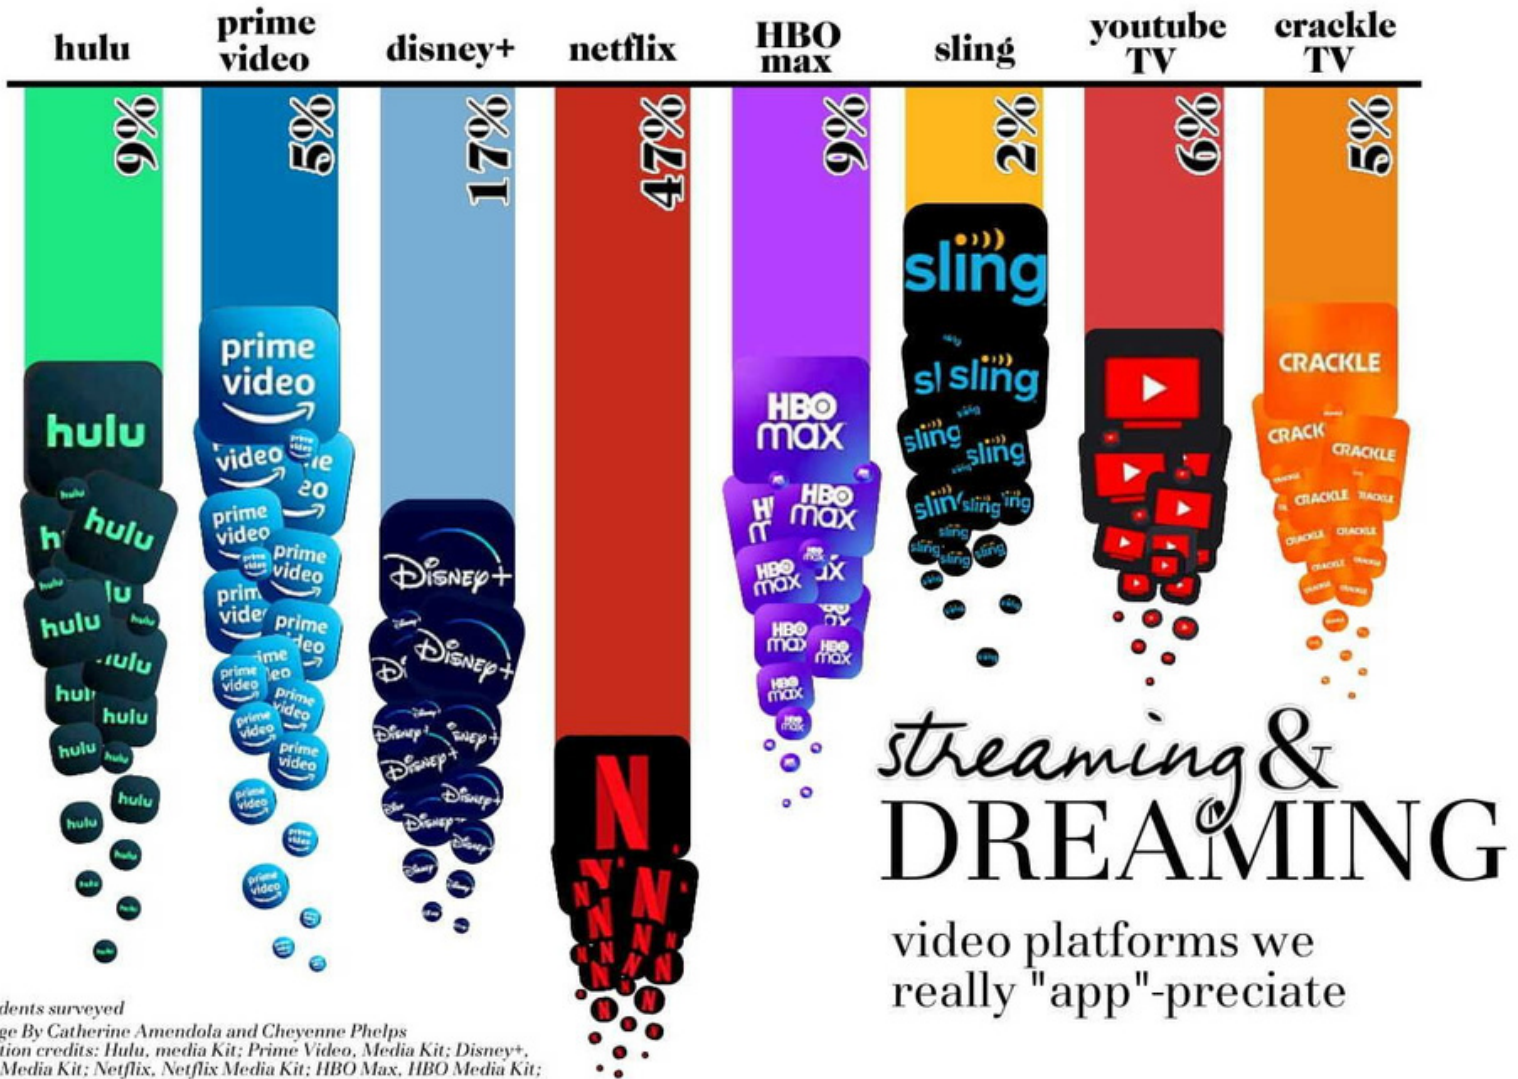 hulu
prime
video
disney+
netflix
HBO
max
sling
youtube
TV
crackle
TV
9%
5%
17%
47%
9%
2%
6%
5%
hulu
prime
video
DISNEY+
N
HBO
max
sling
CRACKLE
streaming &
DREAMING
video platforms we
really "app"-preciate
dents surveyed
ge By Catherine Amendola and Cheyenne Phelps
tion credits: Hulu, media Kit; Prime Video, Media Kit; Disney+,
Media Kit; Netflix, Netflix Media Kit; HBO Max, HBO Media Kit;